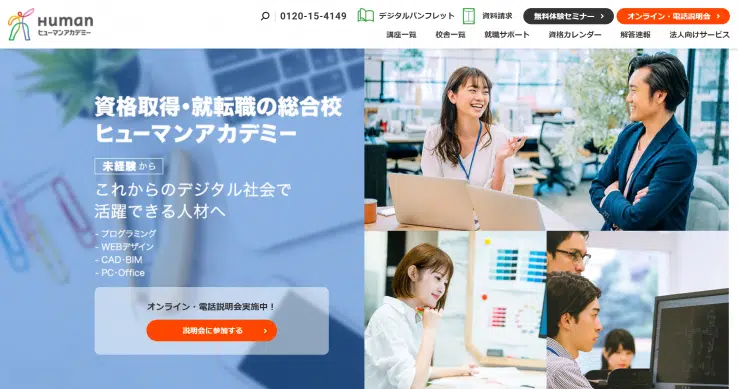 Human
ヒューマンアカデミー
0120-15-4149
デジタルパンフレット
資料請求
無料体験セミナー
オンライン・電話説明会
講座一覧
校舎一覧
就職サポート
資格カレンダー
解答速報
法人向けサービス
資格取得・就転職の総合校
ヒューマンアカデミー
未経験から
これからのデジタル社会で
活躍できる人材へ
- プログラミング
- WEBデザイン
- CAD・BIM
- PC・Office
オンライン・電話説明会実施中！
説明会に参加する